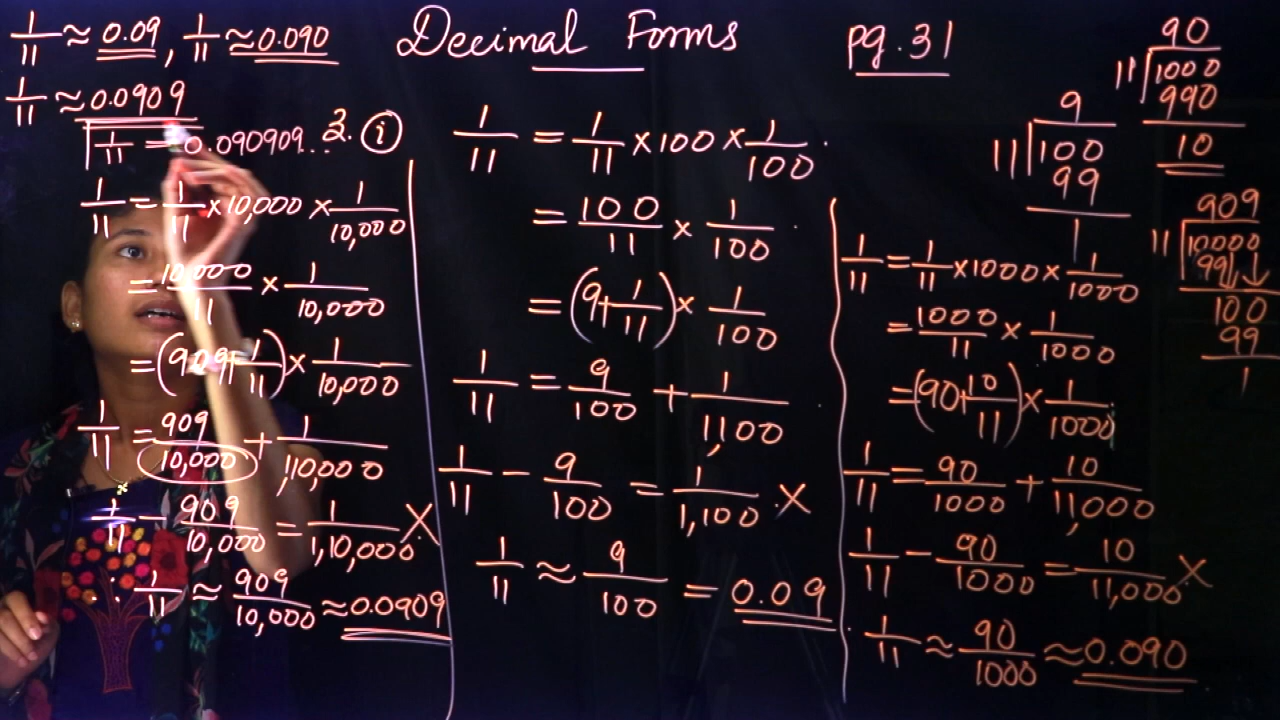 Decimal Forms pg.31
1/11 ≈ 0.09, 1/11 ≈ 0.090
1/11 ≈ 0.0909
1/11 = 0.090909...
1/11 = 1/11 × 10,000 × 1/10,000
= 10,000/11 × 1/10,000
= (909 + 1/11) × 1/10,000
1/11 = 909/10,000 + 1/1,10,000
1/11 − 909/10,000 = 1/1,10,000 X
∴ 1/11 ≈ 909/10,000 ≈ 0.0909
3. (i) 1/11 = 1/11 × 100 × 1/100
= 100/11 × 1/100
= (9 + 1/11) × 1/100
1/11 = 9/100 + 1/1,100
1/11 − 9/100 = 1/1,100 X
1/11 ≈ 9/100 = 0.09
9
11 100
99
1
1/11 = 1/11 × 1000 × 1/1000
= 1000/11 × 1/1000
= (90 + 10/11) × 1/1000
1/11 = 90/1000 + 10/11,000
1/11 − 90/1000 = 10/11,000 X
1/11 ≈ 90/1000 ≈ 0.090
90
11 1000
990
10
909
11 10000
99
100
99
1